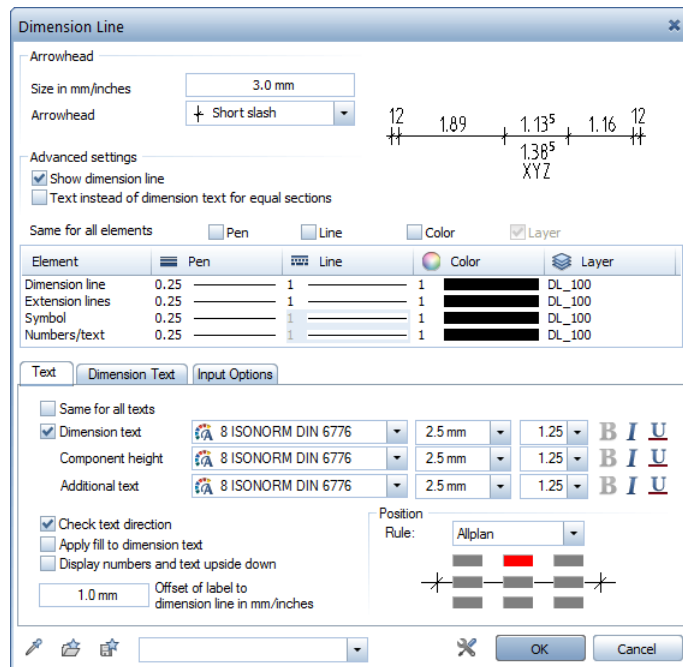 Dimension Line
Arrowhead
Size in mm/inches 3.0 mm
Arrowhead Short slash
12 1.89 1.13⁵ 1.16 12
1.38⁵
XYZ
Advanced settings
Show dimension line
Text instead of dimension text for equal sections
Same for all elements Pen Line Color Layer
Element Pen Line Color Layer
Dimension line 0.25 1 1 DL_100
Extension lines 0.25 1 1 DL_100
Symbol 0.25 1 1 DL_100
Numbers/text 0.25 1 1 DL_100
Text Dimension Text Input Options
Same for all texts
Dimension text 8 ISONORM DIN 6776 2.5 mm 1.25 B I U
Component height 8 ISONORM DIN 6776 2.5 mm 1.25 B I U
Additional text 8 ISONORM DIN 6776 2.5 mm 1.25 B I U
Check text direction
Apply fill to dimension text
Display numbers and text upside down
1.0 mm Offset of label to
dimension line in mm/inches
Position
Rule: Allplan
OK Cancel